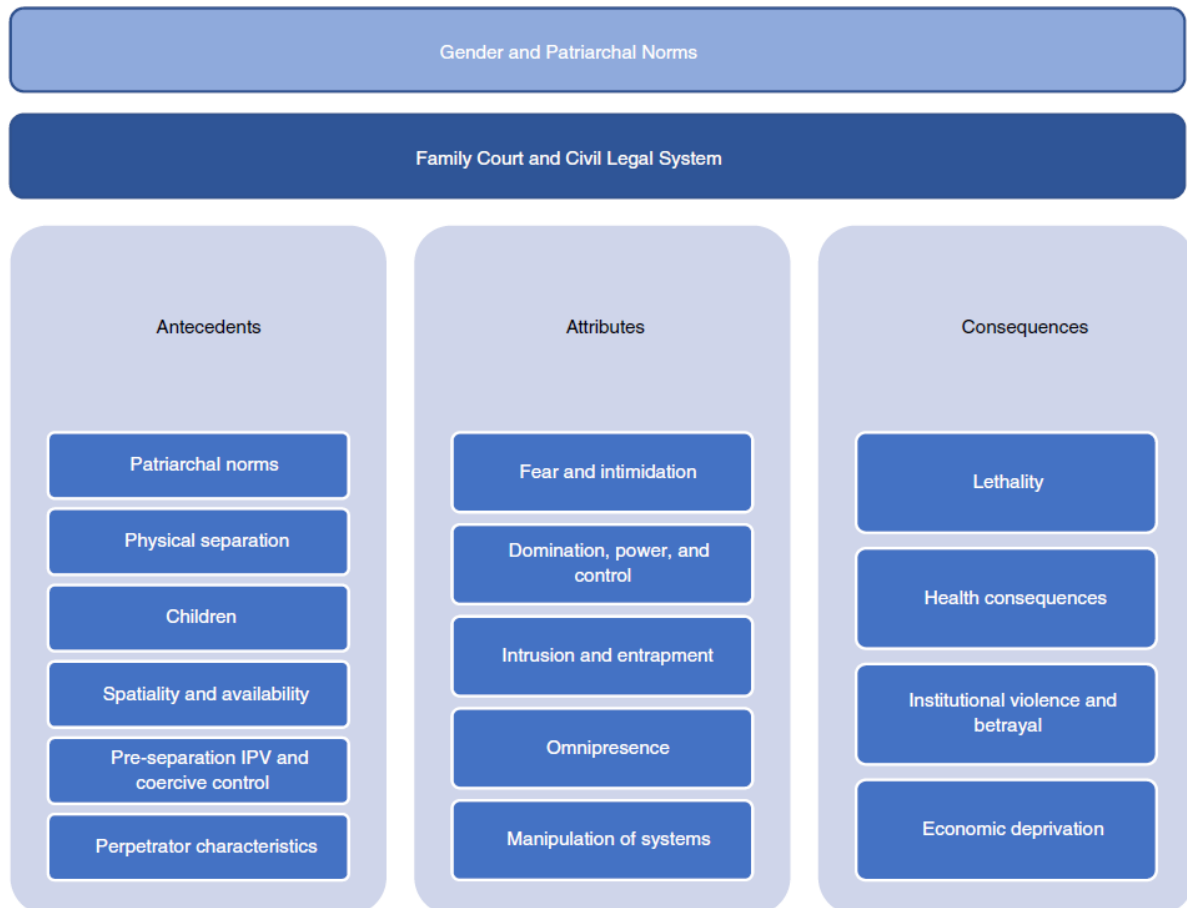 Gender and Patriarchal Norms
Family Court and Civil Legal System
Antecedents
Patriarchal norms
Physical separation
Children
Spatiality and availability
Pre-separation IPV and
coercive control
Perpetrator characteristics
Attributes
Fear and intimidation
Domination, power, and
control
Intrusion and entrapment
Omnipresence
Manipulation of systems
Consequences
Lethality
Health consequences
Institutional violence and
betrayal
Economic deprivation